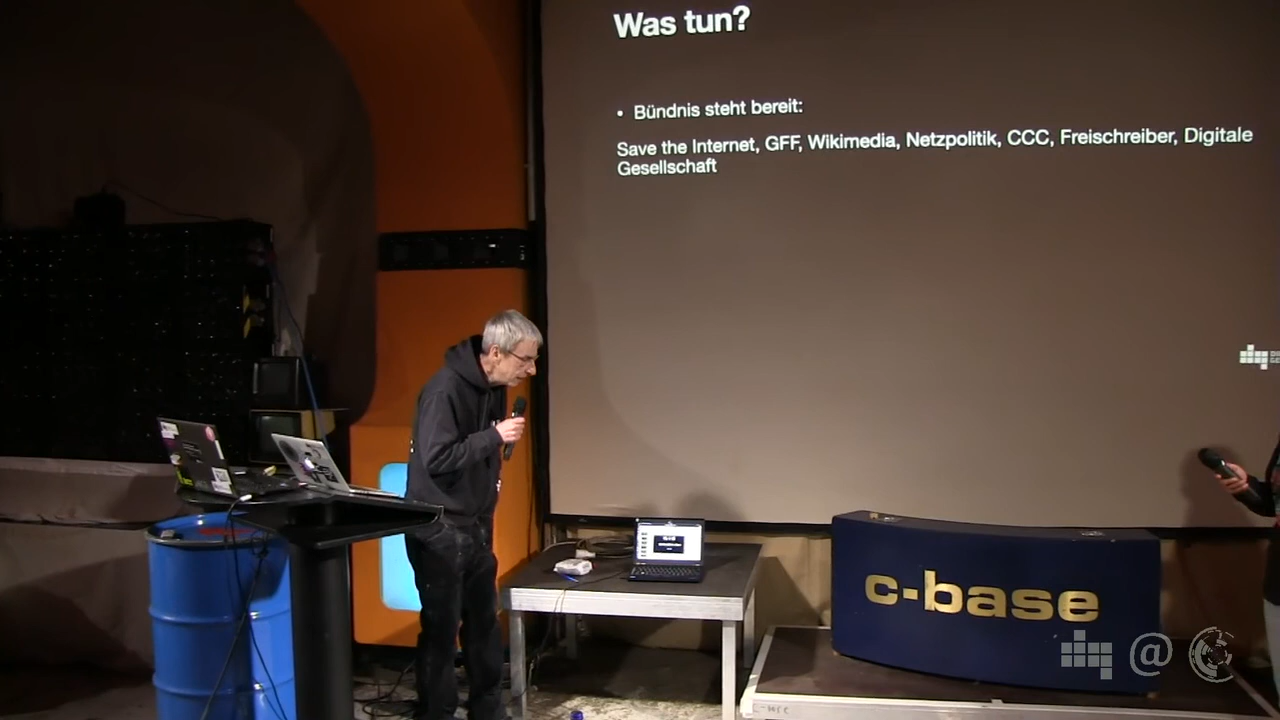 Was tun?
• Bündnis steht bereit:
Save the Internet, GFF, Wikimedia, Netzpolitik, CCC, Freischreiber, Digitale
Gesellschaft
c-base
@